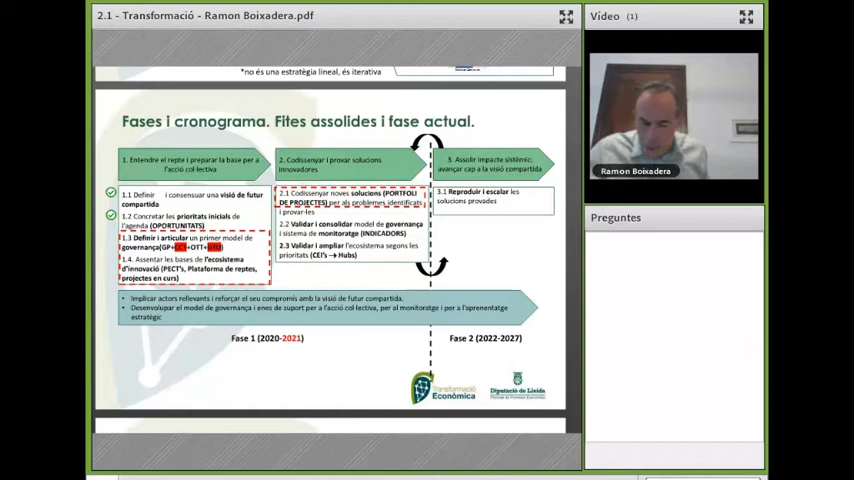 2.1 - Transformació - Ramon Boixadera.pdf
Vídeo (1)
*no és una estratègia lineal, és iterativa
Fases i cronograma. Fites assolides i fase actual.
1. Entendre el repte i preparar la base per a
l'acció col·lectiva
2. Codissenyar i provar solucions
innovadores
3. Assolir impacte sistèmic:
avançar cap a la visió compartida
1.1 Definir i consensuar una visió de futur
compartida
1.2 Concretar les prioritats inicials de
l'agenda (OPORTUNITATS)
1.3 Definir i articular un primer model de
governança(GP+CCT+OTT+GTO)
1.4. Assentar les bases de l'ecosistema
d'innovació (PECT's, Plataforma de reptes,
projectes en curs)
2.1 Codissenyar noves solucions (PORTFOLI
DE PROJECTES) per als problemes identificats
i provar-les
2.2 Validar i consolidar model de governança
i sistema de monitoratge (INDICADORS)
2.3 Validar i ampliar l'ecosistema segons les
prioritats (CEI's → Hubs)
3.1 Reproduir i escalar les
solucions provades
• Implicar actors rellevants i reforçar el seu compromís amb la visió de futur compartida.
• Desenvolupar el model de governança i eines de suport per a l'acció col·lectiva, per al monitoratge i per a l'aprenentatge
estratègic
Fase 1 (2020-2021)
Fase 2 (2022-2027)
Transformació
Econòmica
Diputació de Lleida
Ramon Boixadera
Preguntes